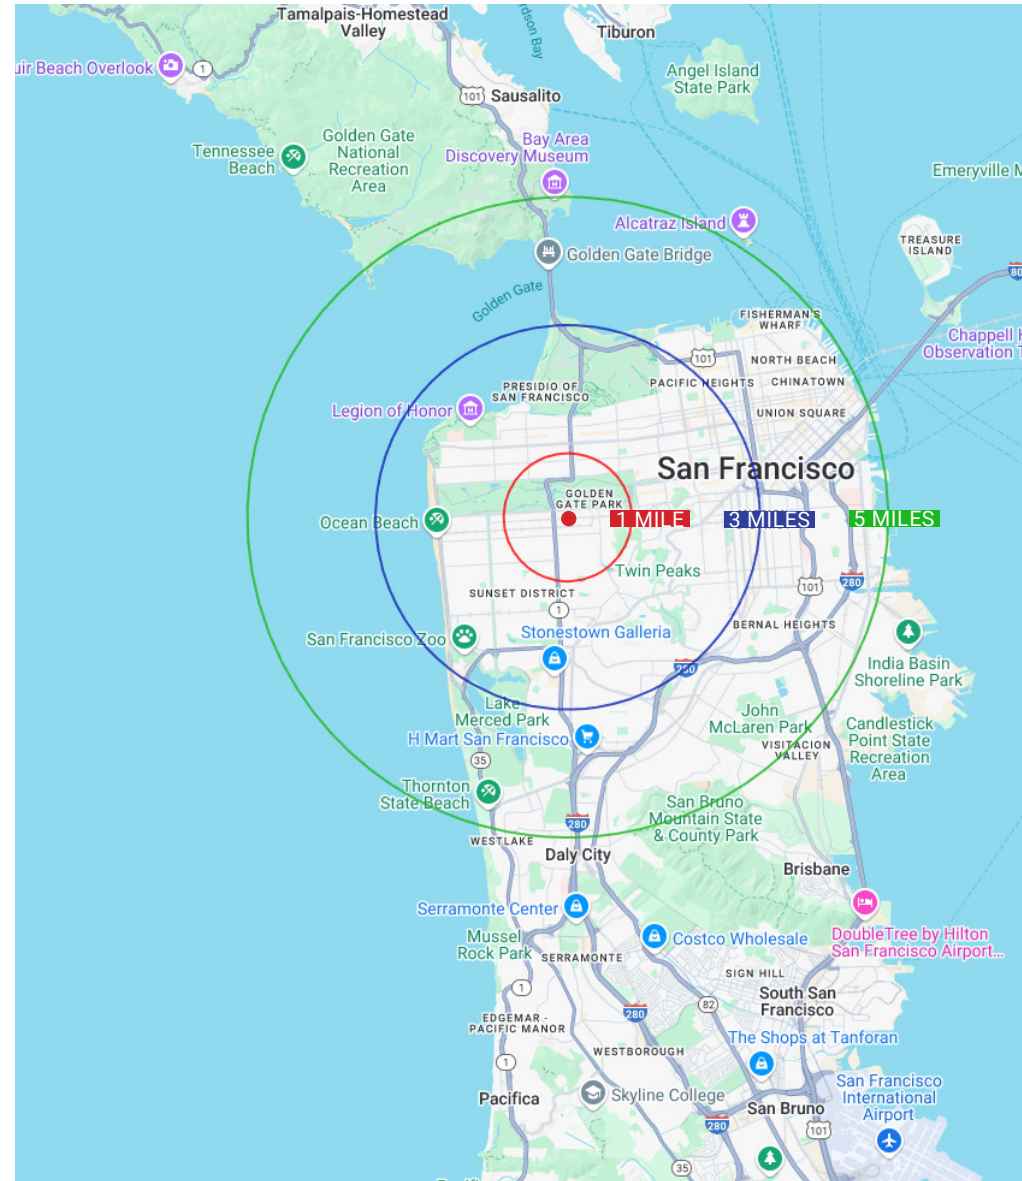 Tamalpais-Homestead
Valley
rdson Bay
Tiburon
uir Beach Overlook
1
Angel Island
State Park
101
Sausalito
Golden Gate
National
Recreation
Area
Bay Area
Discovery Museum
Tennessee
Beach
Emeryville M
Alcatraz Island
TREASURE
ISLAND
Golden Gate Bridge
80
Golden Gate
FISHERMAN'S
WHARF
Chappell H
Observation T
101
NORTH BEACH
PRESIDIO OF
SAN FRANCISCO
PACIFIC HEIGHTS
CHINATOWN
Legion of Honor
UNION SQUARE
San Francisco
GOLDEN
GATE PARK
Ocean Beach
1 MILE
3 MILES
5 MILES
Twin Peaks
280
101
SUNSET DISTRICT
1
BERNAL HEIGHTS
San Francisco Zoo
Stonestown Galleria
280
India Basin
Shoreline Park
Lake
Merced Park
John
McLaren Park
H Mart San Francisco
VISITACION
VALLEY
Candlestick
Point State
Recreation
Area
35
Thornton
State Beach
San Bruno
Mountain State
& County Park
280
WESTLAKE
Daly City
Brisbane
Serramonte Center
DoubleTree by Hilton
San Francisco Airport...
Mussel
Rock Park
Costco Wholesale
SERRAMONTE
SIGN HILL
1
82
South San
Francisco
280
EDGEMAR -
PACIFIC MANOR
The Shops at Tanforan
WESTBOROUGH
1
San Francisco
International
Airport
Pacifica
Skyline College
San Bruno
280
101
35